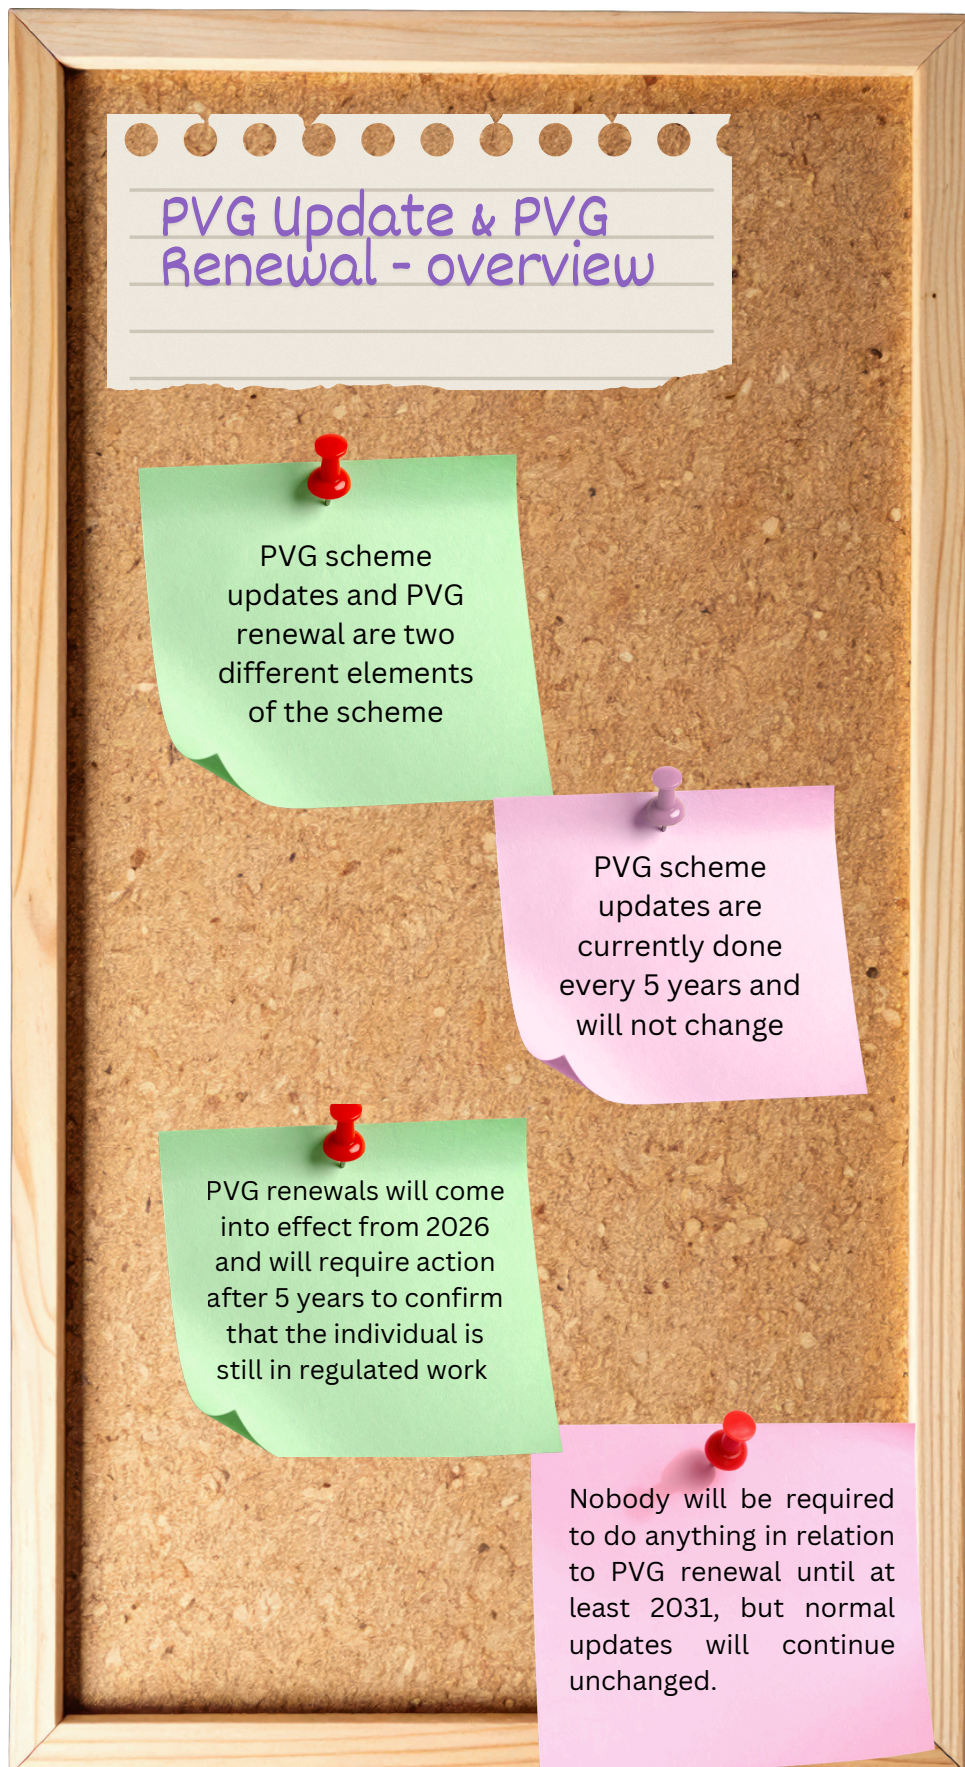 PVG Update & PVG
Renewal - overview
PVG scheme
updates and PVG
renewal are two
different elements
of the scheme
PVG scheme
updates are
currently done
every 5 years and
will not change
PVG renewals will come
into effect from 2026
and will require action
after 5 years to confirm
that the individual is
still in regulated work
Nobody will be required
to do anything in relation
to PVG renewal until at
least 2031, but normal
updates will continue
unchanged.